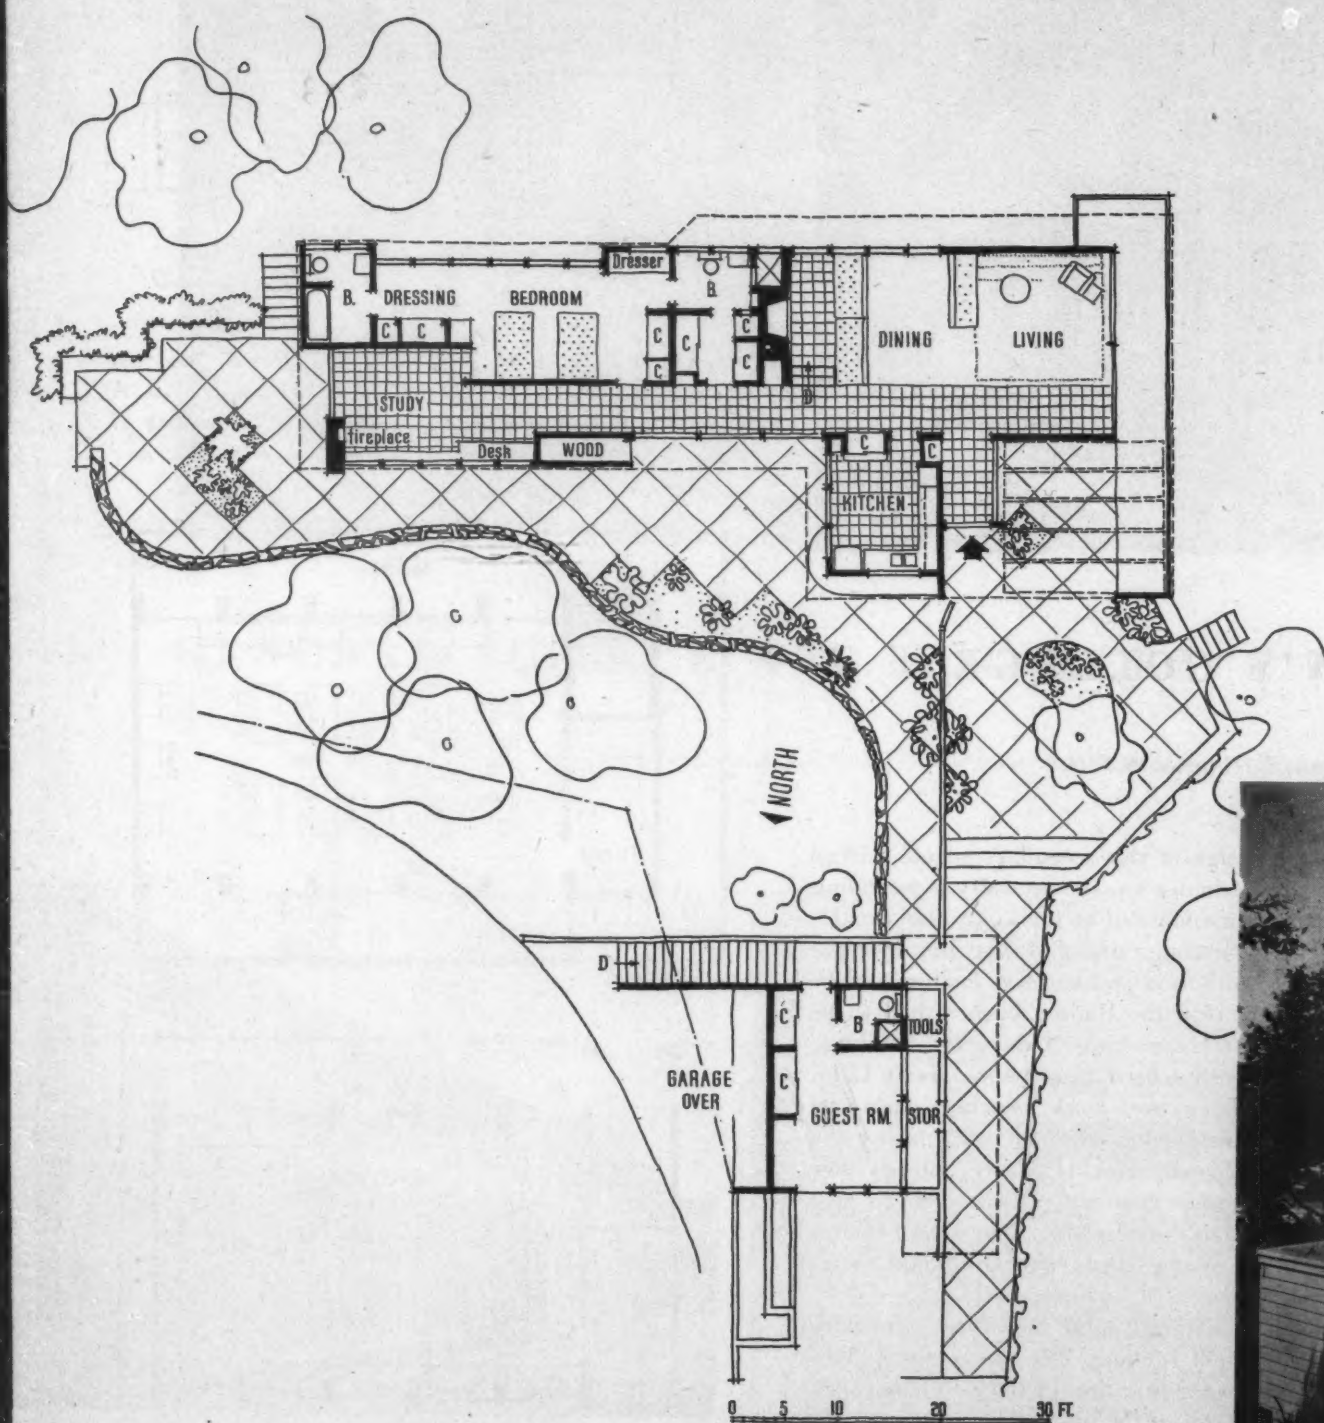 Dresser
B. DRESSING BEDROOM B.
C C C C C C
DINING LIVING
STUDY
D
fireplace
Desk WOOD
C C
KITCHEN
NORTH
D
C
B TOOLS
GARAGE
OVER
C
GUEST RM. STOR
0 5 10 20 30 FT.